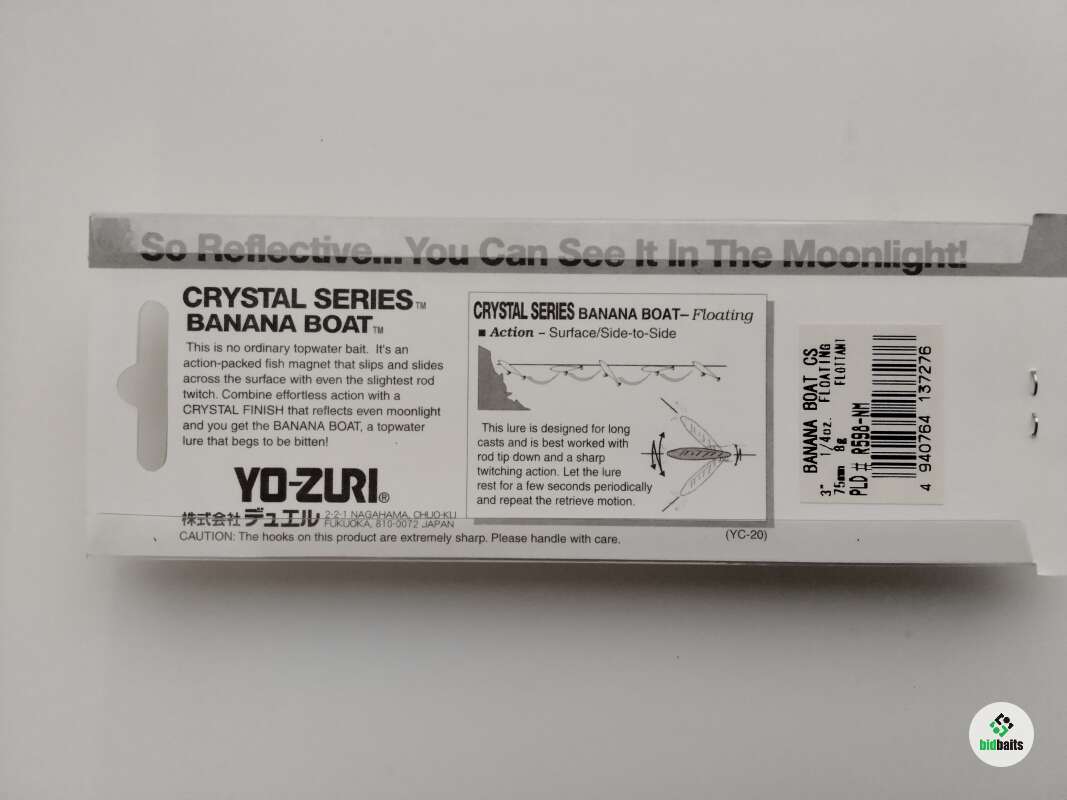 So Reflective... You Can See It In The Moonlight!
CRYSTAL SERIES™
BANANA BOAT™
This is no ordinary topwater bait. It's an
action-packed fish magnet that slips and slides
across the surface with even the slightest rod
twitch. Combine effortless action with a
CRYSTAL FINISH that reflects even moonlight
and you get the BANANA BOAT, a topwater
lure that begs to be bitten!
YO-ZURI®
株式会社 デュエル 2-2-1 NAGAHAMA, CHUO-KU
FUKUOKA, 810-0072 JAPAN
CAUTION: The hooks on this product are extremely sharp. Please handle with care.
CRYSTAL SERIES BANANA BOAT–Floating
■ Action – Surface/Side-to-Side
This lure is designed for long
casts and is best worked with
rod tip down and a sharp
twitching action. Let the lure
rest for a few seconds periodically
and repeat the retrieve motion.
(YC-20)
BANANA BOAT CS
3" 1/4oz. FLOATING
75mm 8g FLOTTANT
PLD # R598-NM
4 940764 137276
bidbaits